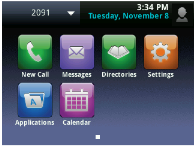 2091
3:34 PM
Tuesday, November 8
New Call
Messages
Directories
Settings
Applications
Calendar